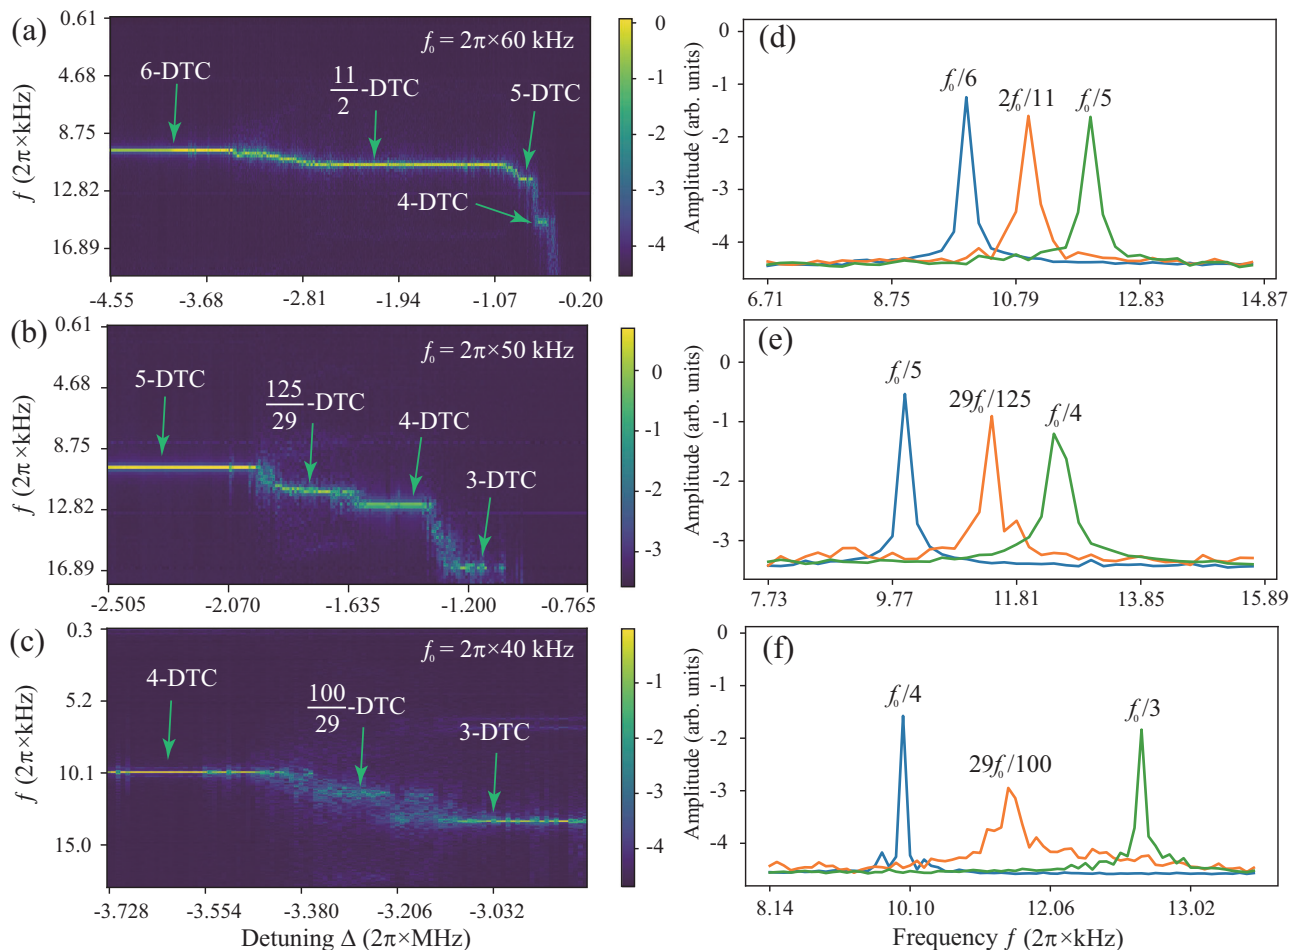 (a)
f₀ = 2π×60 kHz
6-DTC
11/2-DTC
5-DTC
4-DTC
f (2π×kHz)
0.61
4.68
8.75
12.82
16.89
-4.55 -3.68 -2.81 -1.94 -1.07 -0.20
0
-1
-2
-3
-4
(b)
f₀ = 2π×50 kHz
5-DTC
125/29-DTC
4-DTC
3-DTC
f (2π×kHz)
0.61
4.68
8.75
12.82
16.89
-2.505 -2.070 -1.635 -1.200 -0.765
0
-1
-2
-3
(c)
f₀ = 2π×40 kHz
4-DTC
100/29-DTC
3-DTC
f (2π×kHz)
0.3
5.2
10.1
15.0
-3.728 -3.554 -3.380 -3.206 -3.032
Detuning Δ (2π×MHz)
-1
-2
-3
-4
(d)
Amplitude (arb. units)
0
-1
-2
-3
-4
f₀/6
2f₀/11
f₀/5
6.71 8.75 10.79 12.83 14.87
(e)
Amplitude (arb. units)
0
-1
-2
-3
f₀/5
29f₀/125
f₀/4
7.73 9.77 11.81 13.85 15.89
(f)
Amplitude (arb. units)
0
-1
-2
-3
-4
f₀/4
29f₀/100
f₀/3
8.14 10.10 12.06 13.02
Frequency f (2π×kHz)